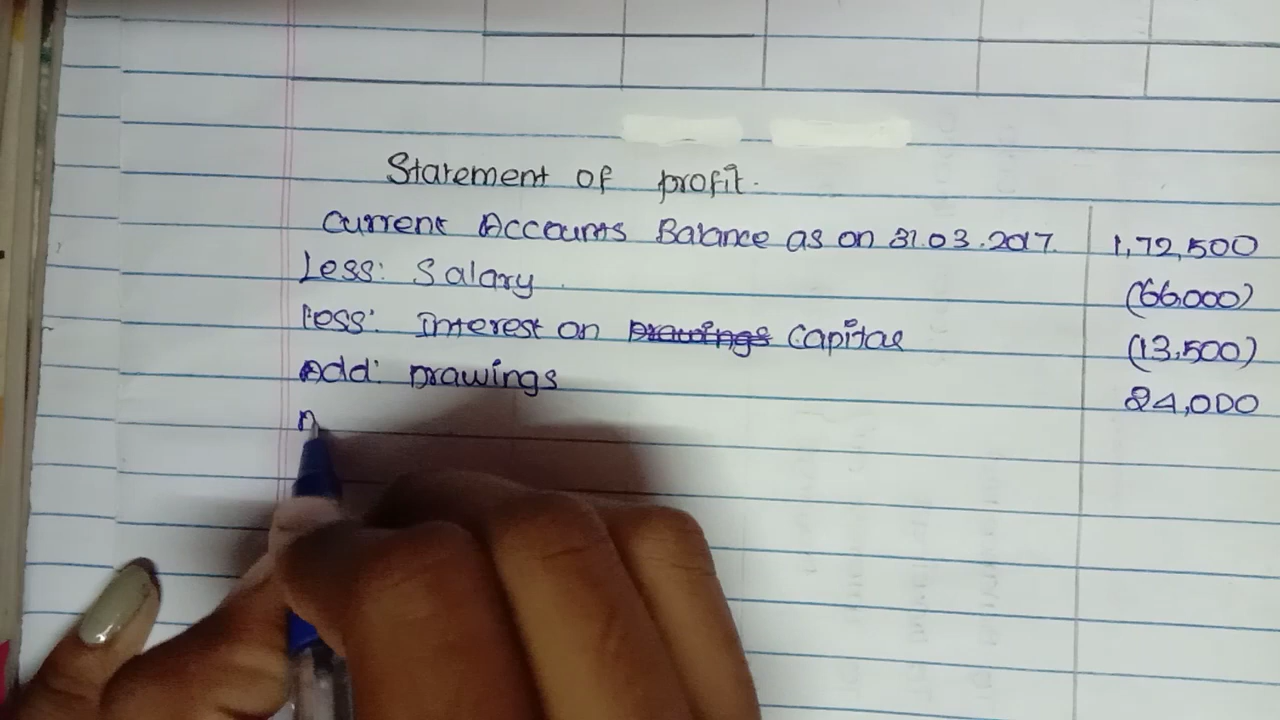 Statement of profit.
Current Accounts Balance as on 31.03.2017. 1,72,500
Less: Salary (66,000)
Less: Interest on Drawings Capital (13,500)
Add: Drawings 24,000